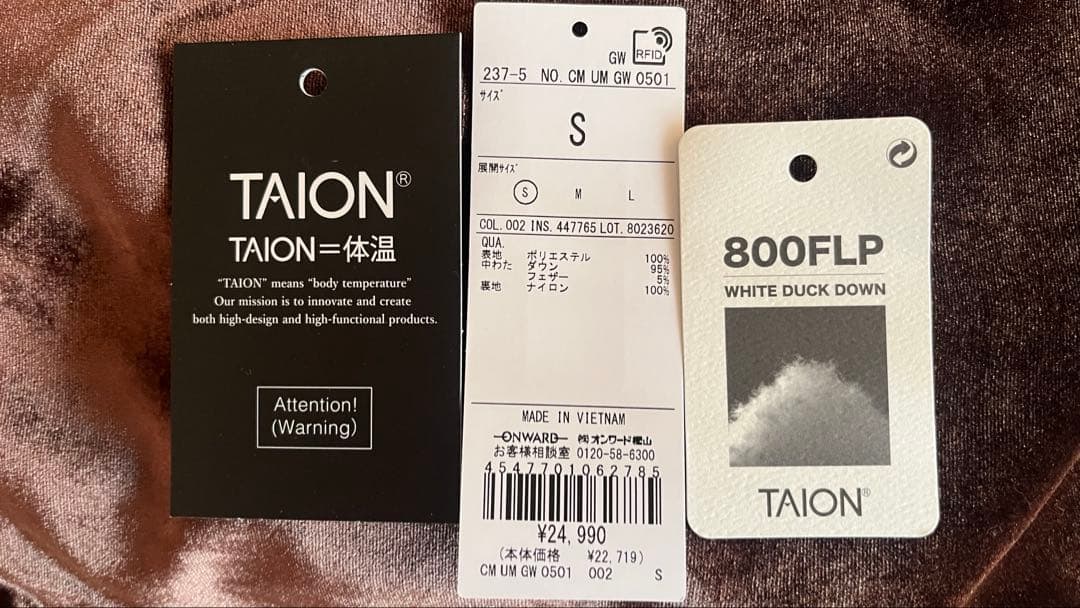 TAION®
TAION=体温
“TAION” means “body temperature”
Our mission is to innovate and create
both high-design and high-functional products.
Attention!
(Warning)
GW RFID
237-5 NO. CM UM GW 0501
サイズ
S
展開サイズ
S M L
COL. 002 INS. 447765 LOT. 8023620
QUA.
表地 ポリエステル 100%
中わた ダウン 95%
フェザー 5%
裏地 ナイロン 100%
MADE IN VIETNAM
ONWARD ㈱オンワード樫山
お客様相談室 0120-58-6300
4547701062785
¥24,990
(本体価格 ¥22,719)
CM UM GW 0501 002 S
800FLP
WHITE DUCK DOWN
TAION®